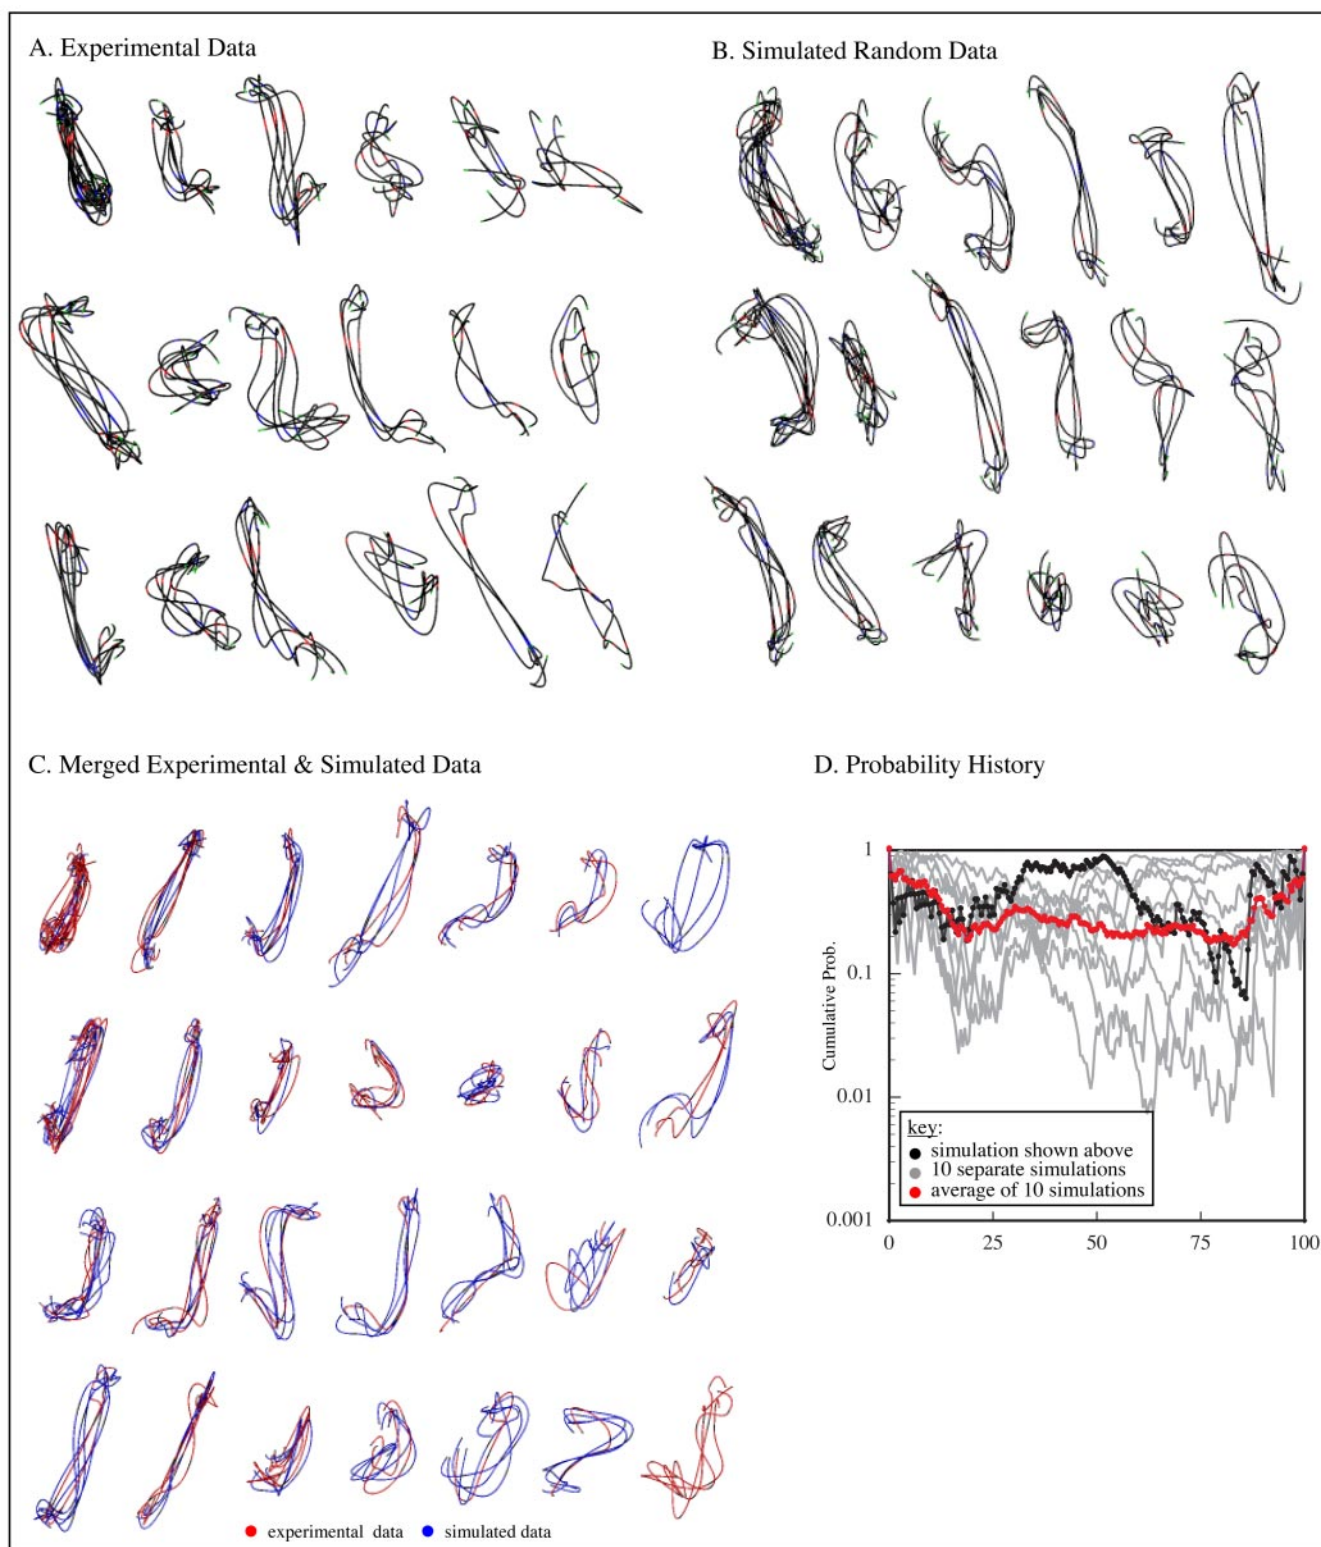 A. Experimental Data
B. Simulated Random Data
C. Merged Experimental & Simulated Data
experimental data
simulated data
D. Probability History
Cumulative Prob.
1
0.1
0.01
0.001
0
25
50
75
100
key:
simulation shown above
10 separate simulations
average of 10 simulations